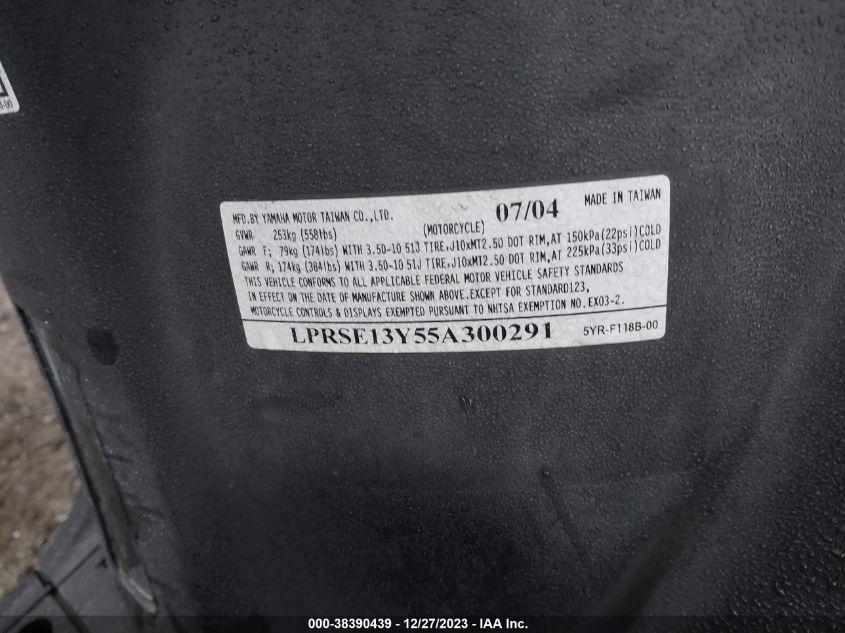 MFD.BY YAMAHA MOTOR TAIWAN CO.,LTD. 07/04 MADE IN TAIWAN
GVWR 253kg (558lbs) (MOTORCYCLE)
GAWR F; 79kg (174lbs) WITH 3.50-10 51J TIRE,J10xMT2.50 DOT RIM,AT 150kPa(22psi)COLD
GAWR R; 174kg (384lbs) WITH 3.50-10 51J TIRE,J10xMT2.50 DOT RIM,AT 225kPa(33psi)COLD
THIS VEHICLE CONFORMS TO ALL APPLICABLE FEDERAL MOTOR VEHICLE SAFETY STANDARDS
IN EFFECT ON THE DATE OF MANUFACTURE SHOWN ABOVE.EXCEPT FOR STANDARD123,
MOTORCYCLE CONTROLS & DISPLAYS EXEMPTED PURSUANT TO NHTSA EXEMPTION NO.EX03-2.
LPRSE13Y55A300291 5YR-F118B-00
000-38390439 - 12/27/2023 - IAA Inc.